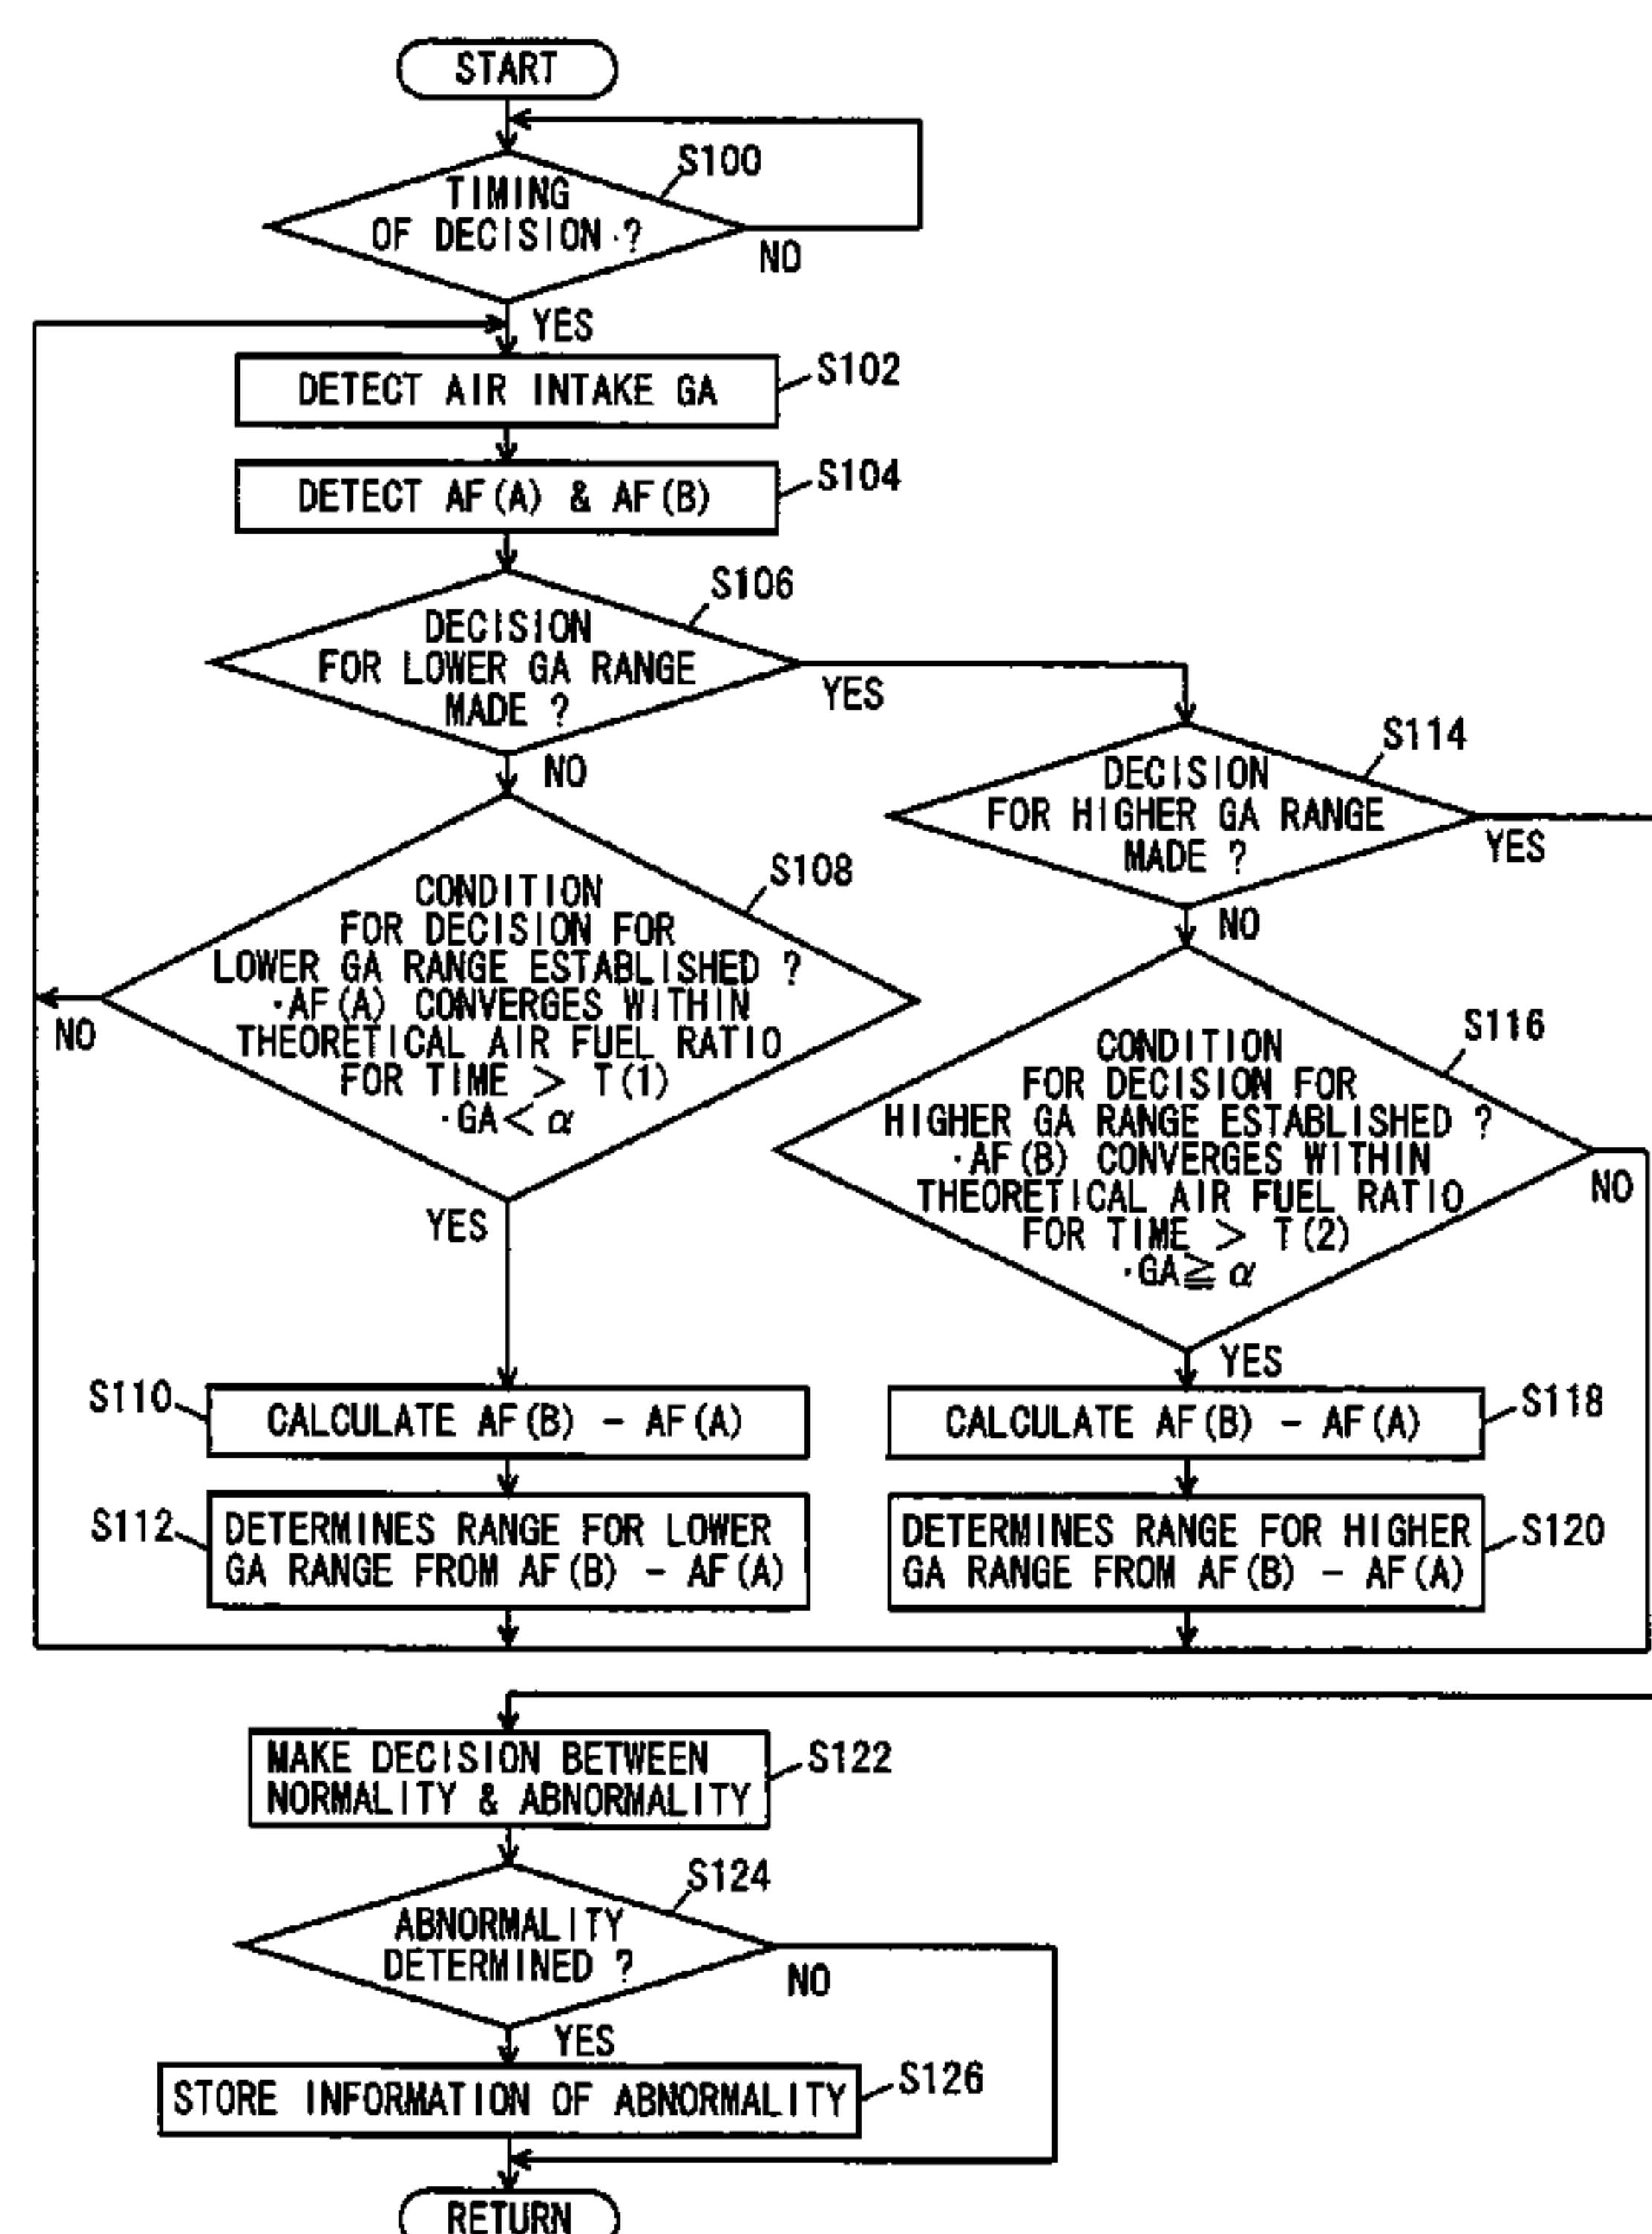 START
S100
TIMING
OF DECISION ?
NO
YES
DETECT AIR INTAKE GA
S102
DETECT AF(A) & AF(B)
S104
S106
DECISION
FOR LOWER GA RANGE
MADE ?
YES
NO
S114
DECISION
FOR HIGHER GA RANGE
MADE ?
YES
NO
S108
CONDITION
FOR DECISION FOR
LOWER GA RANGE ESTABLISHED ?
·AF(A) CONVERGES WITHIN
THEORETICAL AIR FUEL RATIO
FOR TIME > T(1)
·GA< α
NO
YES
S116
CONDITION
FOR DECISION FOR
HIGHER GA RANGE ESTABLISHED ?
·AF(B) CONVERGES WITHIN
THEORETICAL AIR FUEL RATIO
FOR TIME > T(2)
·GA≧ α
NO
YES
S110
CALCULATE AF(B) - AF(A)
CALCULATE AF(B) - AF(A)
S118
S112
DETERMINES RANGE FOR LOWER
GA RANGE FROM AF(B) - AF(A)
DETERMINES RANGE FOR HIGHER
GA RANGE FROM AF(B) - AF(A)
S120
MAKE DECISION BETWEEN
NORMALITY & ABNORMALITY
S122
S124
ABNORMALITY
DETERMINED ?
NO
YES
STORE INFORMATION OF ABNORMALITY
S126
RETURN